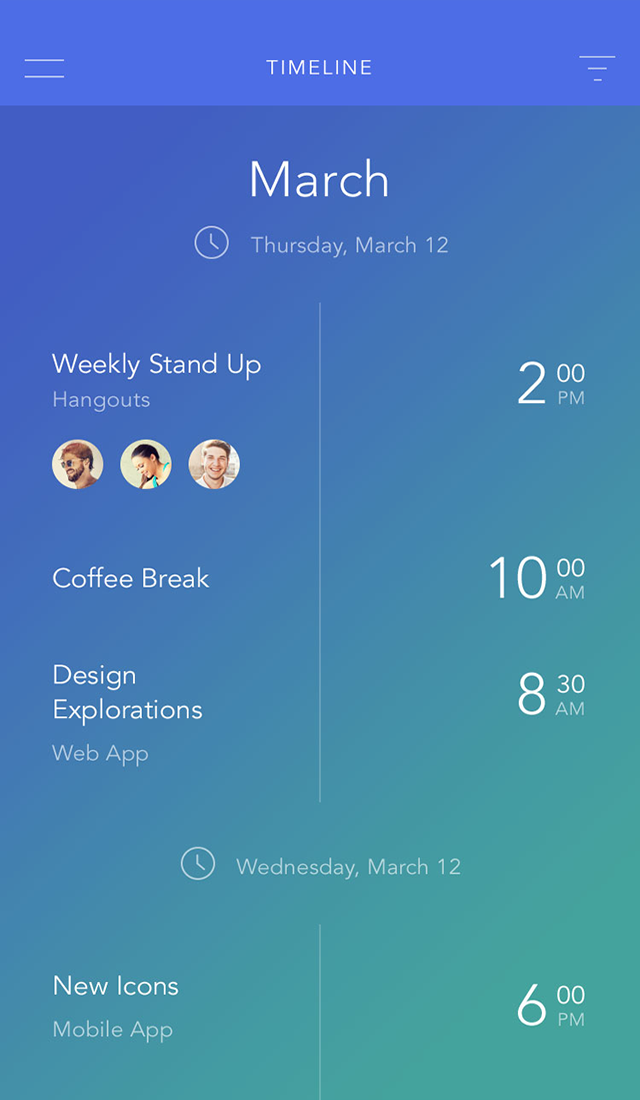 TIMELINE
March
Thursday, March 12
Weekly Stand Up
Hangouts
2 00 PM
Coffee Break
10 00 AM
Design
Explorations
Web App
8 30 AM
Wednesday, March 12
New Icons
Mobile App
6 00 PM